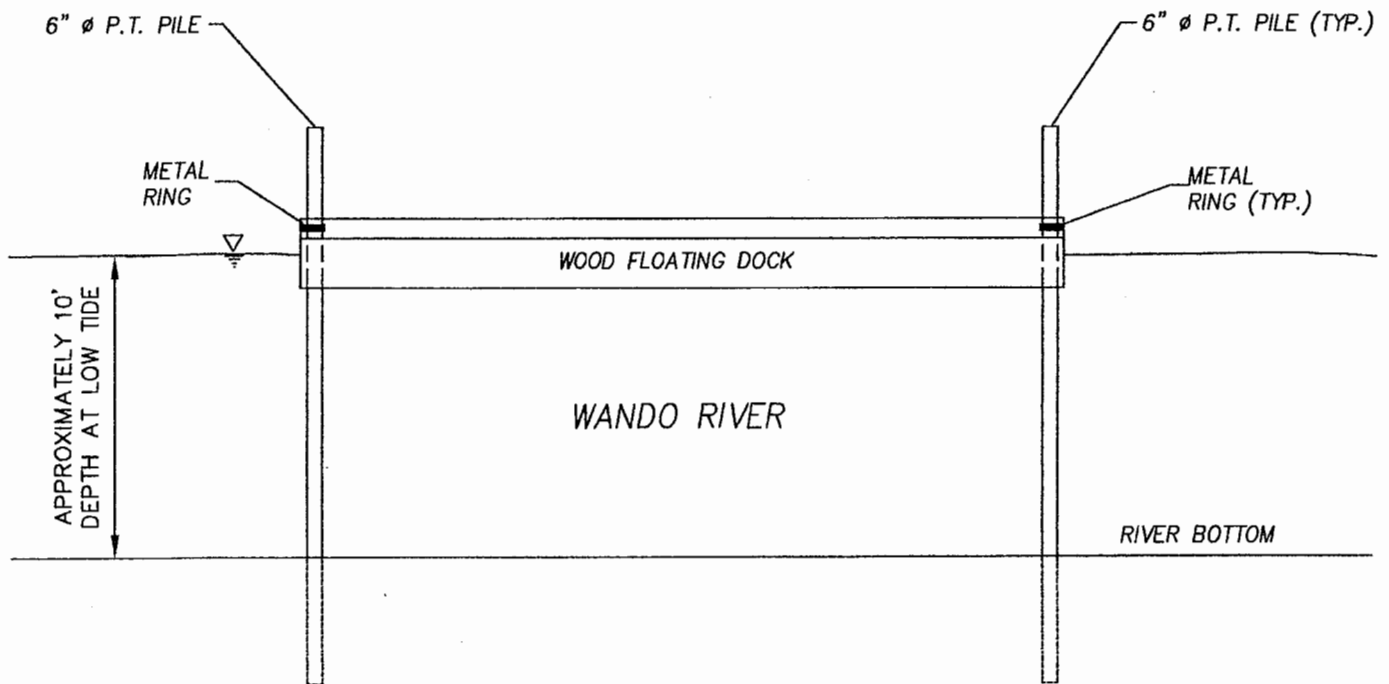 6" ø P.T. PILE
6" ø P.T. PILE (TYP.)
METAL
RING
METAL
RING (TYP.)
WOOD FLOATING DOCK
APPROXIMATELY 10'
DEPTH AT LOW TIDE
WANDO RIVER
RIVER BOTTOM